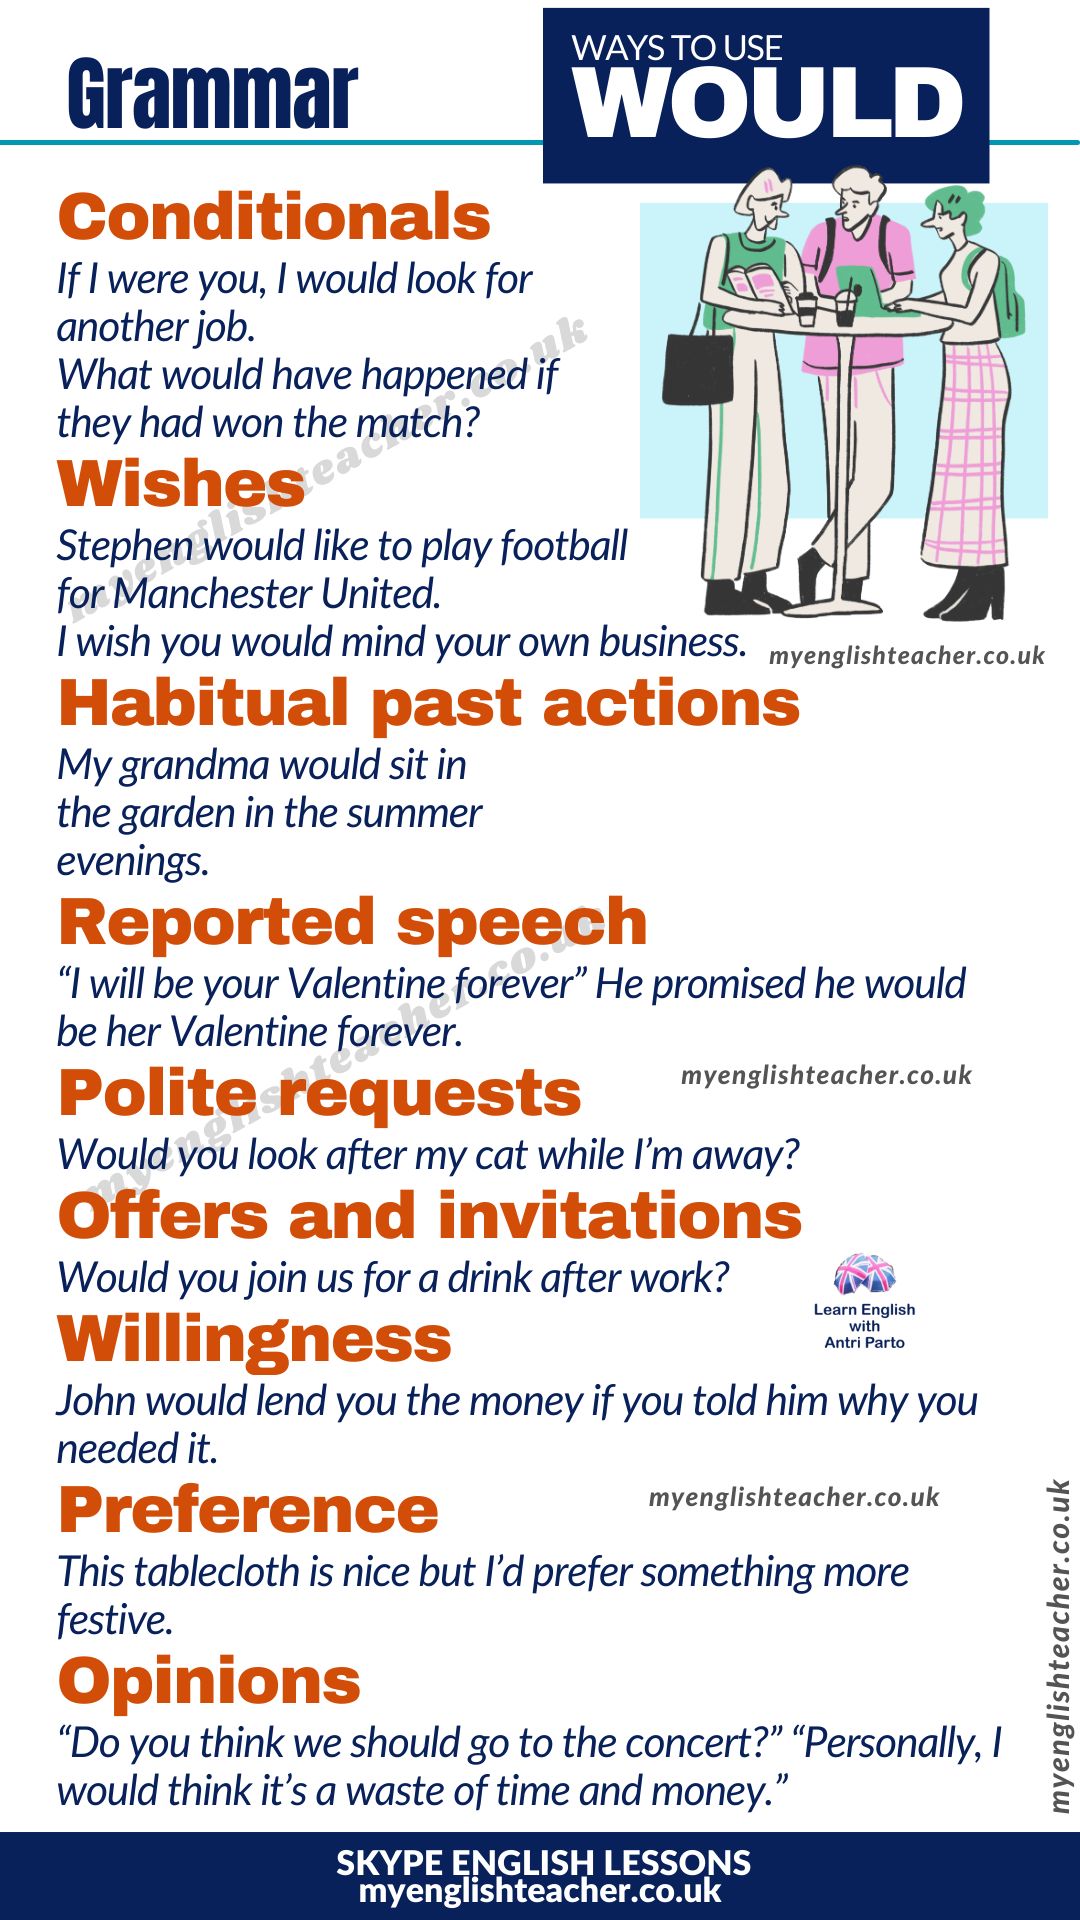 Grammar
WAYS TO USE
WOULD
Conditionals
If I were you, I would look for
another job.
What would have happened if
they had won the match?
Wishes
Stephen would like to play football
for Manchester United.
I wish you would mind your own business.
myenglishteacher.co.uk
myenglishteacher.co.uk
Habitual past actions
My grandma would sit in
the garden in the summer
evenings.
Reported speech
“I will be your Valentine forever” He promised he would
be her Valentine forever.
myenglishteacher.co.uk
Polite requests
myenglishteacher.co.uk
Would you look after my cat while I’m away?
Offers and invitations
Would you join us for a drink after work?
Learn English
with
Antri Parto
Willingness
John would lend you the money if you told him why you
needed it.
Preference
myenglishteacher.co.uk
This tablecloth is nice but I’d prefer something more
festive.
Opinions
“Do you think we should go to the concert?” “Personally, I
would think it’s a waste of time and money.”
myenglishteacher.co.uk
SKYPE ENGLISH LESSONS
myenglishteacher.co.uk